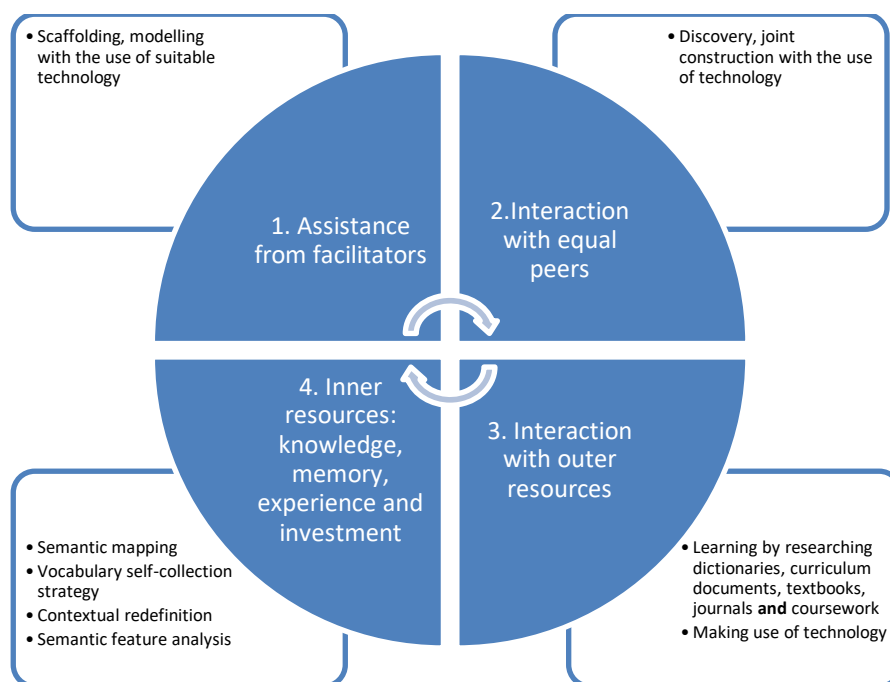 • Scaffolding, modelling
with the use of suitable
technology
• Discovery, joint
construction with the use
of technology
1. Assistance
from facilitators
2.Interaction
with equal
peers
4. Inner
resources:
knowledge,
memory,
experience and
investment
3. Interaction
with outer
resources
• Semantic mapping
• Vocabulary self-collection
strategy
• Contextual redefinition
• Semantic feature analysis
• Learning by researching
dictionaries, curriculum
documents, textbooks,
journals and coursework
• Making use of technology